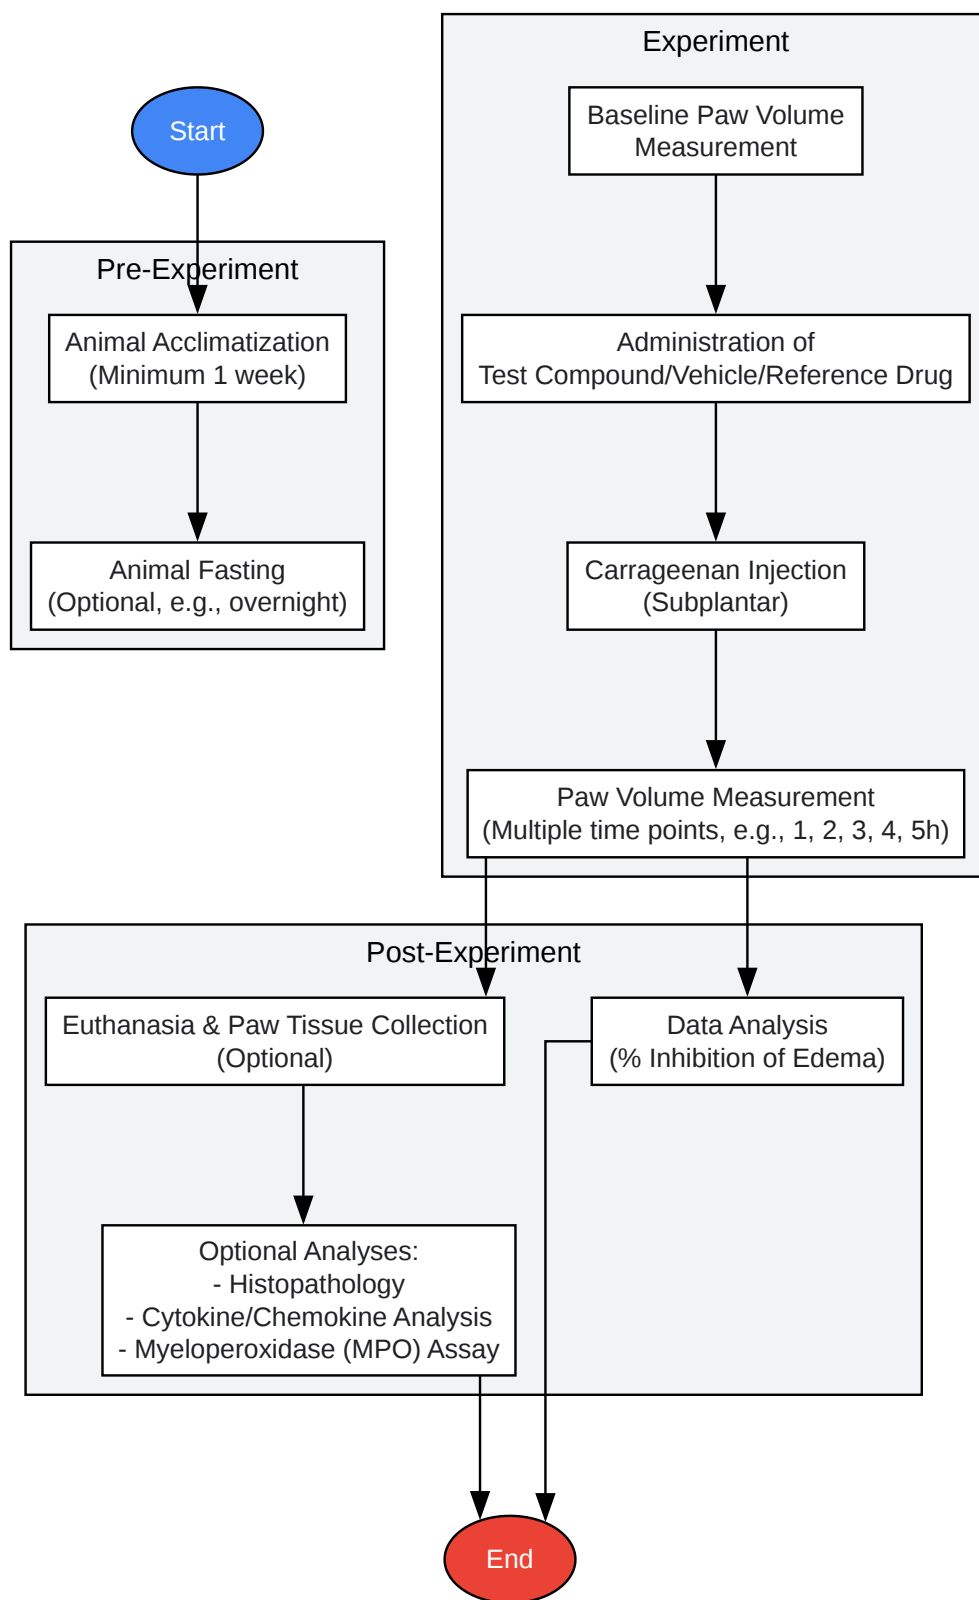 Start
Pre-Experiment
Animal Acclimatization
(Minimum 1 week)
Animal Fasting
(Optional, e.g., overnight)
Experiment
Baseline Paw Volume
Measurement
Administration of
Test Compound/Vehicle/Reference Drug
Carrageenan Injection
(Subplantar)
Paw Volume Measurement
(Multiple time points, e.g., 1, 2, 3, 4, 5h)
Post-Experiment
Euthanasia & Paw Tissue Collection
(Optional)
Data Analysis
(% Inhibition of Edema)
Optional Analyses:
- Histopathology
- Cytokine/Chemokine Analysis
- Myeloperoxidase (MPO) Assay
End